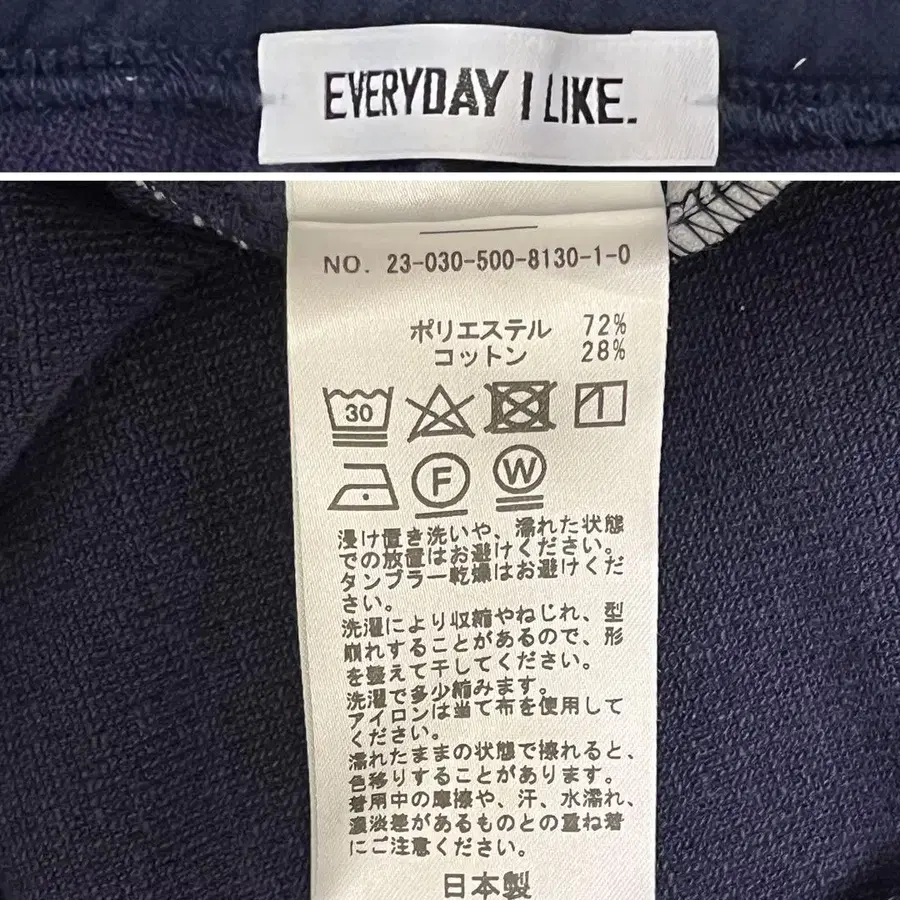 EVERYDAY I LIKE.
NO. 23-030-500-8130-1-0
ポリエステル 72%
コットン 28%
30
F W
浸け置き洗いや、濡れた状態
での放置はお避けください。
タンブラー乾燥はお避けくだ
さい。
洗濯により収縮やねじれ、型
崩れすることがあるので、形
を整えて干してください。
洗濯で多少縮みます。
アイロンは当て布を使用して
ください。
濡れたままの状態で擦れると、
色移りすることがあります。
着用中の摩擦や、汗、水濡れ、
濃淡差があるものとの重ね着
にご注意ください。
日本製